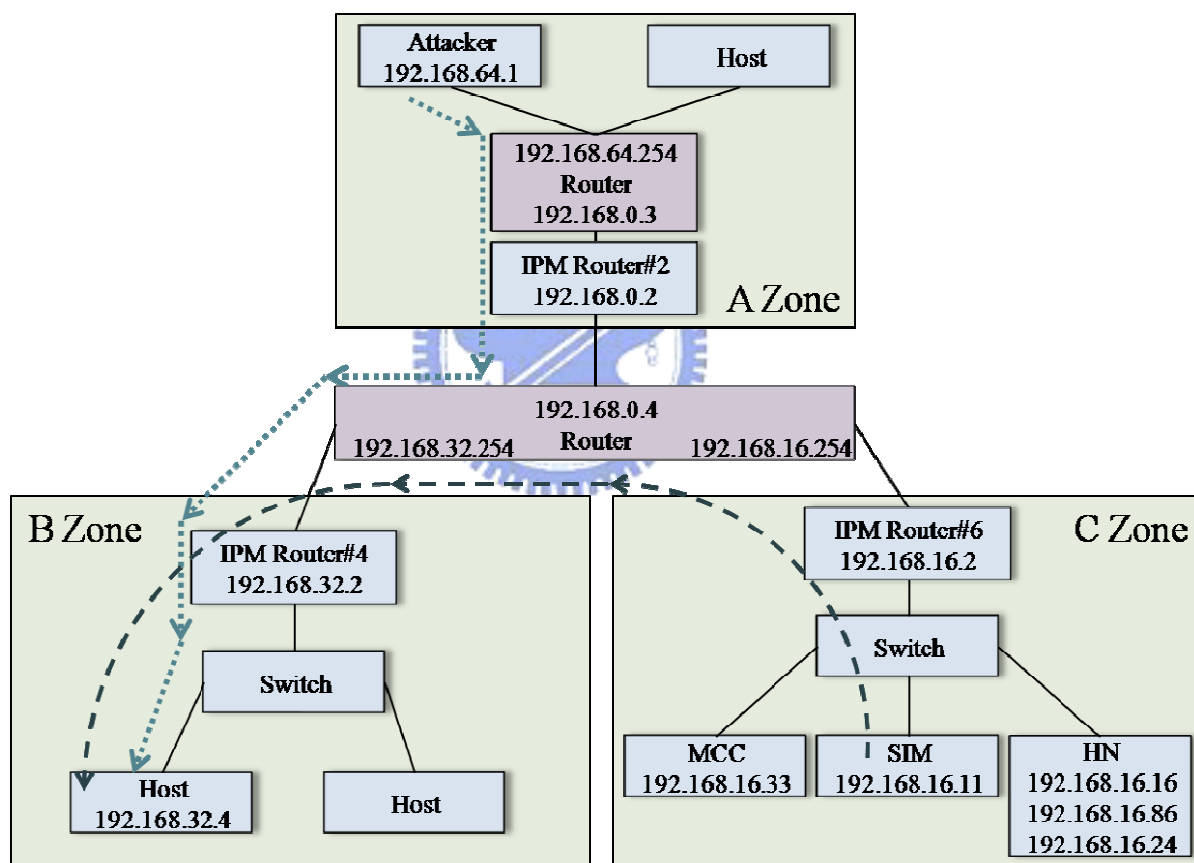 Attacker
192.168.64.1
Host
192.168.64.254
Router
192.168.0.3
IPM Router#2
192.168.0.2
A Zone
192.168.0.4
192.168.32.254
Router
192.168.16.254
B Zone
IPM Router#4
192.168.32.2
Switch
Host
192.168.32.4
Host
IPM Router#6
192.168.16.2
C Zone
Switch
MCC
192.168.16.33
SIM
192.168.16.11
HN
192.168.16.16
192.168.16.86
192.168.16.24